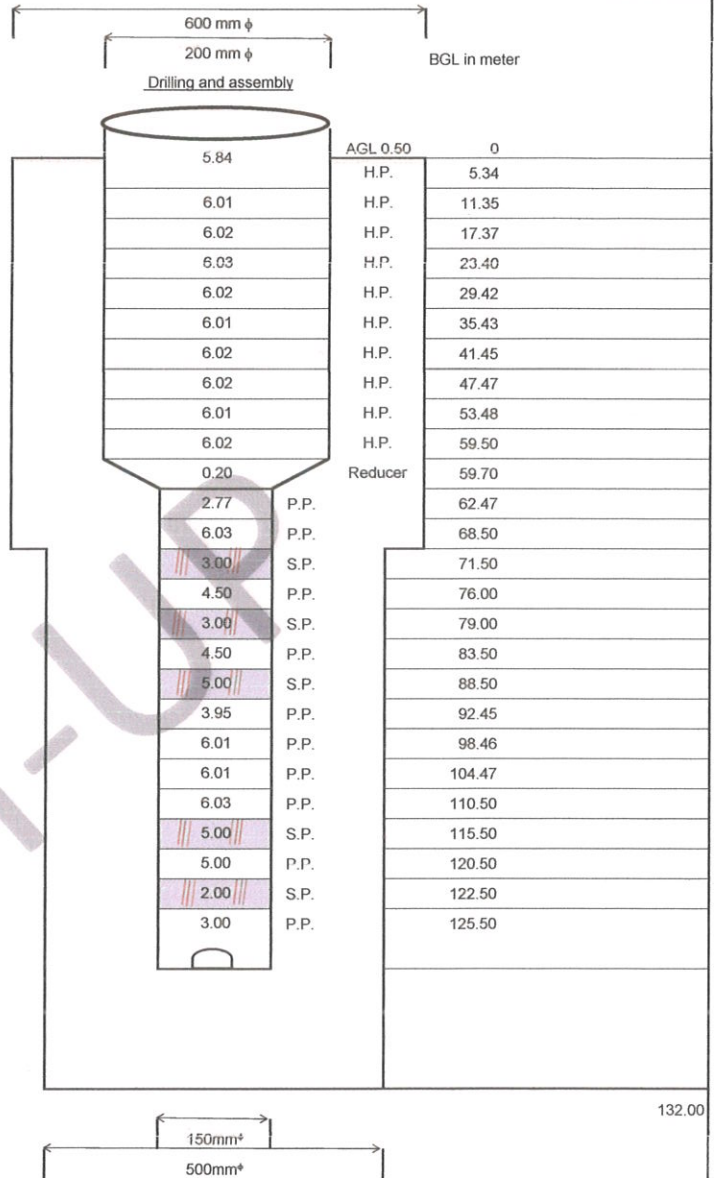 600 mm ϕ
200 mm ϕ
BGL in meter
Drilling and assembly
5.84 AGL 0.50 0
H.P. 5.34
6.01 H.P. 11.35
6.02 H.P. 17.37
6.03 H.P. 23.40
6.02 H.P. 29.42
6.01 H.P. 35.43
6.02 H.P. 41.45
6.02 H.P. 47.47
6.01 H.P. 53.48
6.02 H.P. 59.50
0.20 Reducer 59.70
2.77 P.P. 62.47
6.03 P.P. 68.50
3.00 S.P. 71.50
4.50 P.P. 76.00
3.00 S.P. 79.00
4.50 P.P. 83.50
5.00 S.P. 88.50
3.95 P.P. 92.45
6.01 P.P. 98.46
6.01 P.P. 104.47
6.03 P.P. 110.50
5.00 S.P. 115.50
5.00 P.P. 120.50
2.00 S.P. 122.50
3.00 P.P. 125.50
132.00
150mmϕ
500mmϕ
-UP